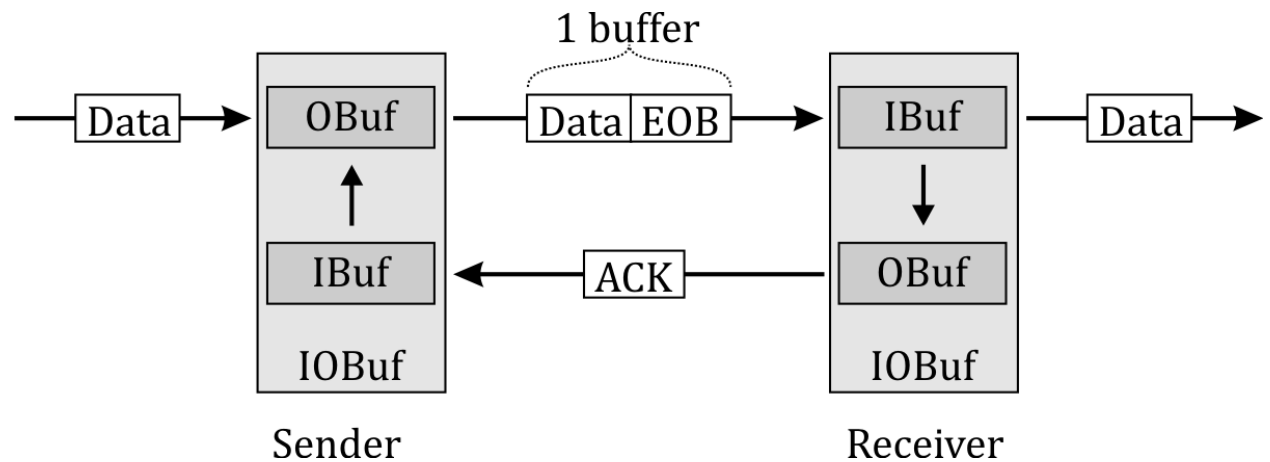 1 buffer
Data
OBuf
Data EOB
IBuf
Data
IBuf
ACK
OBuf
IOBuf
IOBuf
Sender
Receiver